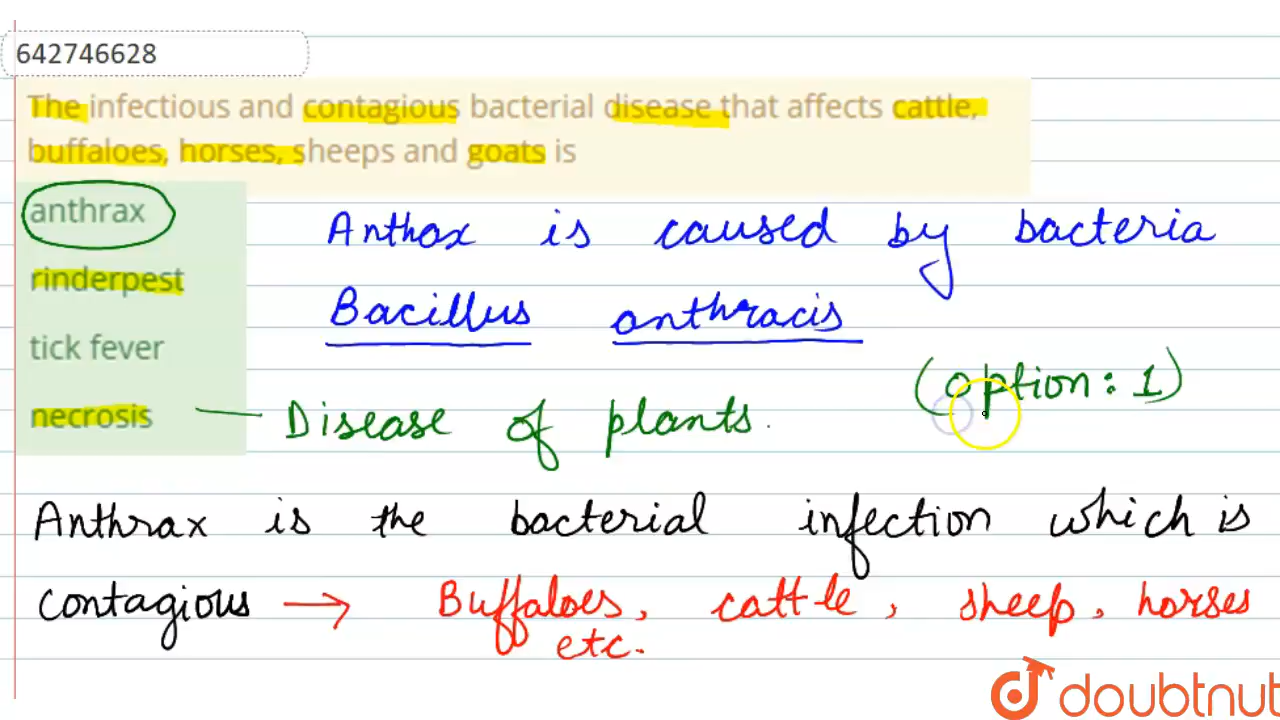 642746628
The infectious and contagious bacterial disease that affects cattle,
buffaloes, horses, sheeps and goats is
anthrax
rinderpest
tick fever
necrosis
Anthax is caused by bacteria
Bacillus anthracis
(option: 1)
Disease of plants.
Anthrax is the bacterial infection which is
contagious → Buffaloes, cattle, sheep, horses
etc.
doubtnut